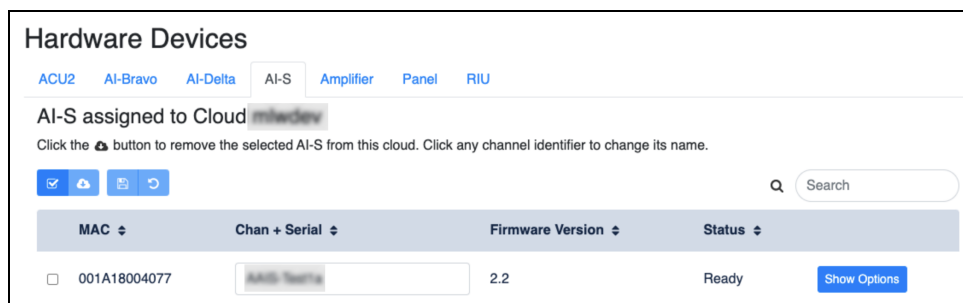 Hardware Devices
ACU2 AI-Bravo AI-Delta AI-S Amplifier Panel RIU
AI-S assigned to Cloud
Click the button to remove the selected AI-S from this cloud. Click any channel identifier to change its name.
Search
MAC Chan + Serial Firmware Version Status
001A18004077 2.2 Ready Show Options